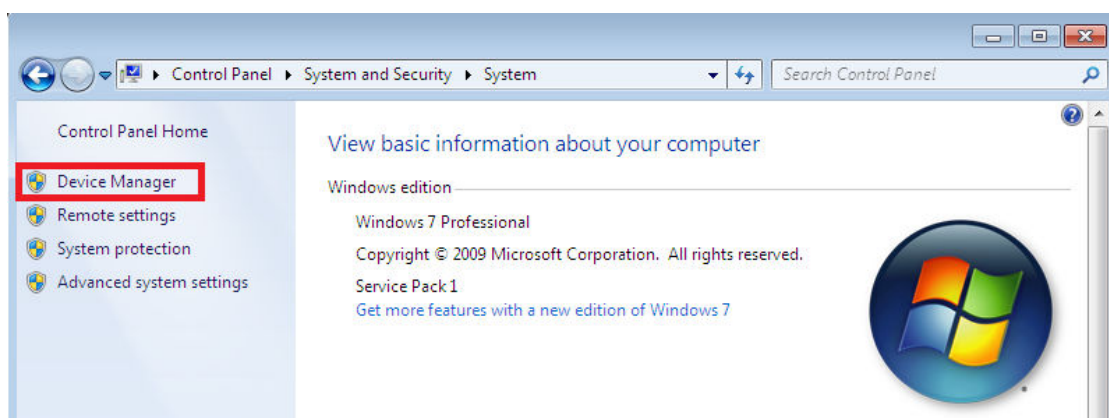 Control Panel System and Security System
Search Control Panel
Control Panel Home
Device Manager
Remote settings
System protection
Advanced system settings
View basic information about your computer
Windows edition
Windows 7 Professional
Copyright © 2009 Microsoft Corporation. All rights reserved.
Service Pack 1
Get more features with a new edition of Windows 7